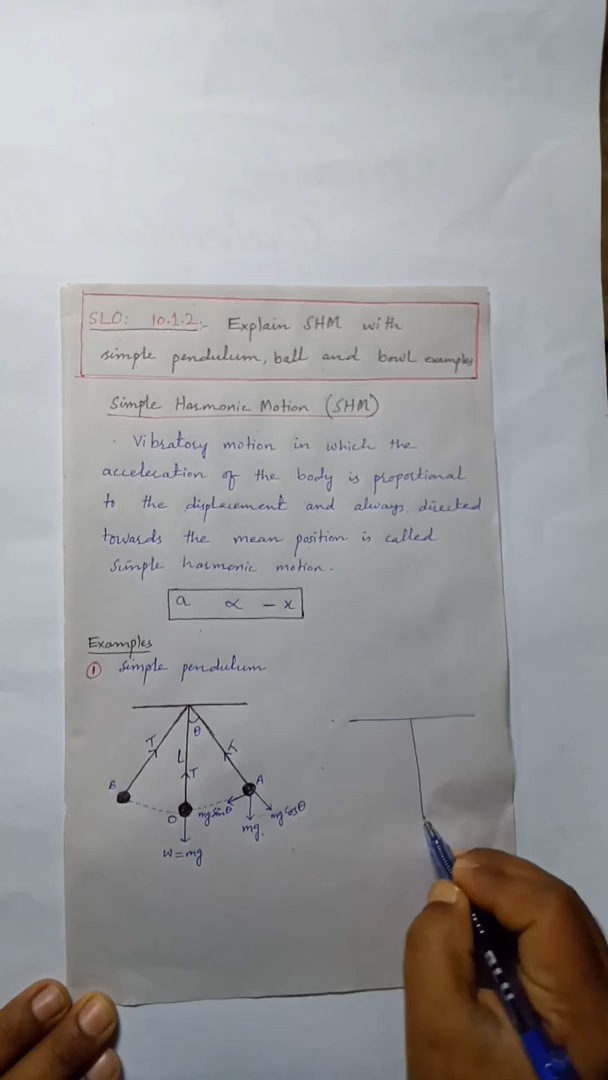 SLO: 10.1.2:- Explain SHM with
simple pendulum, ball and bowl examples
Simple Harmonic Motion (SHM)
Vibratory motion in which the
acceleration of the body is proportional
to the displacement and always directed
towards the mean position is called
simple harmonic motion.
a ∝ - x
Examples
① Simple pendulum
θ
T L T T
B A
O mg sinθ mg cosθ
mg.
W = mg